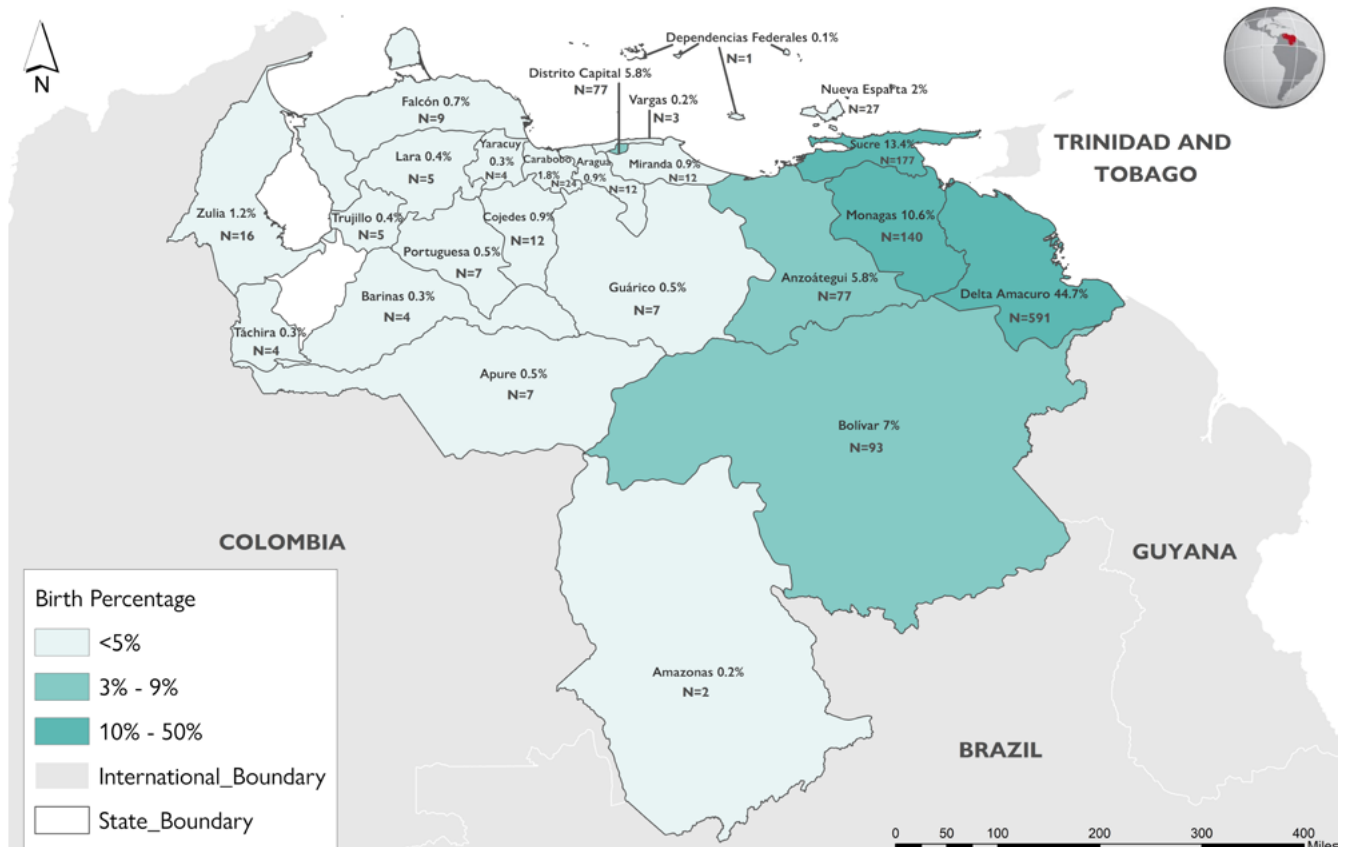 N
Dependencias Federales 0.1%
N=1
Distrito Capital 5.8%
N=77
Vargas 0.2%
N=3
Nueva Esparta 2%
N=27
TRINIDAD AND
TOBAGO
Falcón 0.7%
N=9
Lara 0.4%
N=5
Yaracuy
0.3%
N=4
Carabobo
1.8%
N=24
Aragua
0.9%
N=12
Miranda 0.9%
N=12
Sucre 13.4%
N=177
Zulia 1.2%
N=16
Trujillo 0.4%
N=5
Portuguesa 0.5%
N=7
Cojedes 0.9%
N=12
Monagas 10.6%
N=140
Guárico 0.5%
N=7
Anzoátegui 5.8%
N=77
Delta Amacuro 44.7%
N=591
Barinas 0.3%
N=4
Táchira 0.3%
N=4
Apure 0.5%
N=7
Bolívar 7%
N=93
COLOMBIA
GUYANA
Amazonas 0.2%
N=2
BRAZIL
Birth Percentage
<5%
3% - 9%
10% - 50%
International_Boundary
State_Boundary
0 50 100 200 300 400
Miles